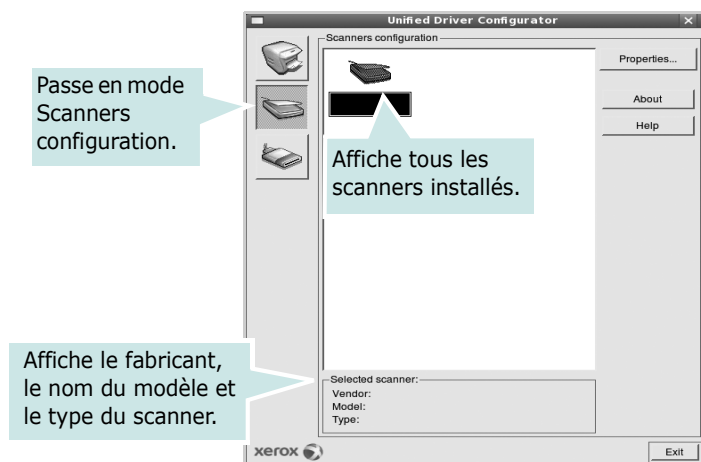 Unified Driver Configurator
Scanners configuration
Properties...
About
Help
Passe en mode
Scanners
configuration.
Affiche tous les
scanners installés.
Affiche le fabricant,
le nom du modèle et
le type du scanner.
Selected scanner:
Vendor:
Model:
Type:
xerox
Exit